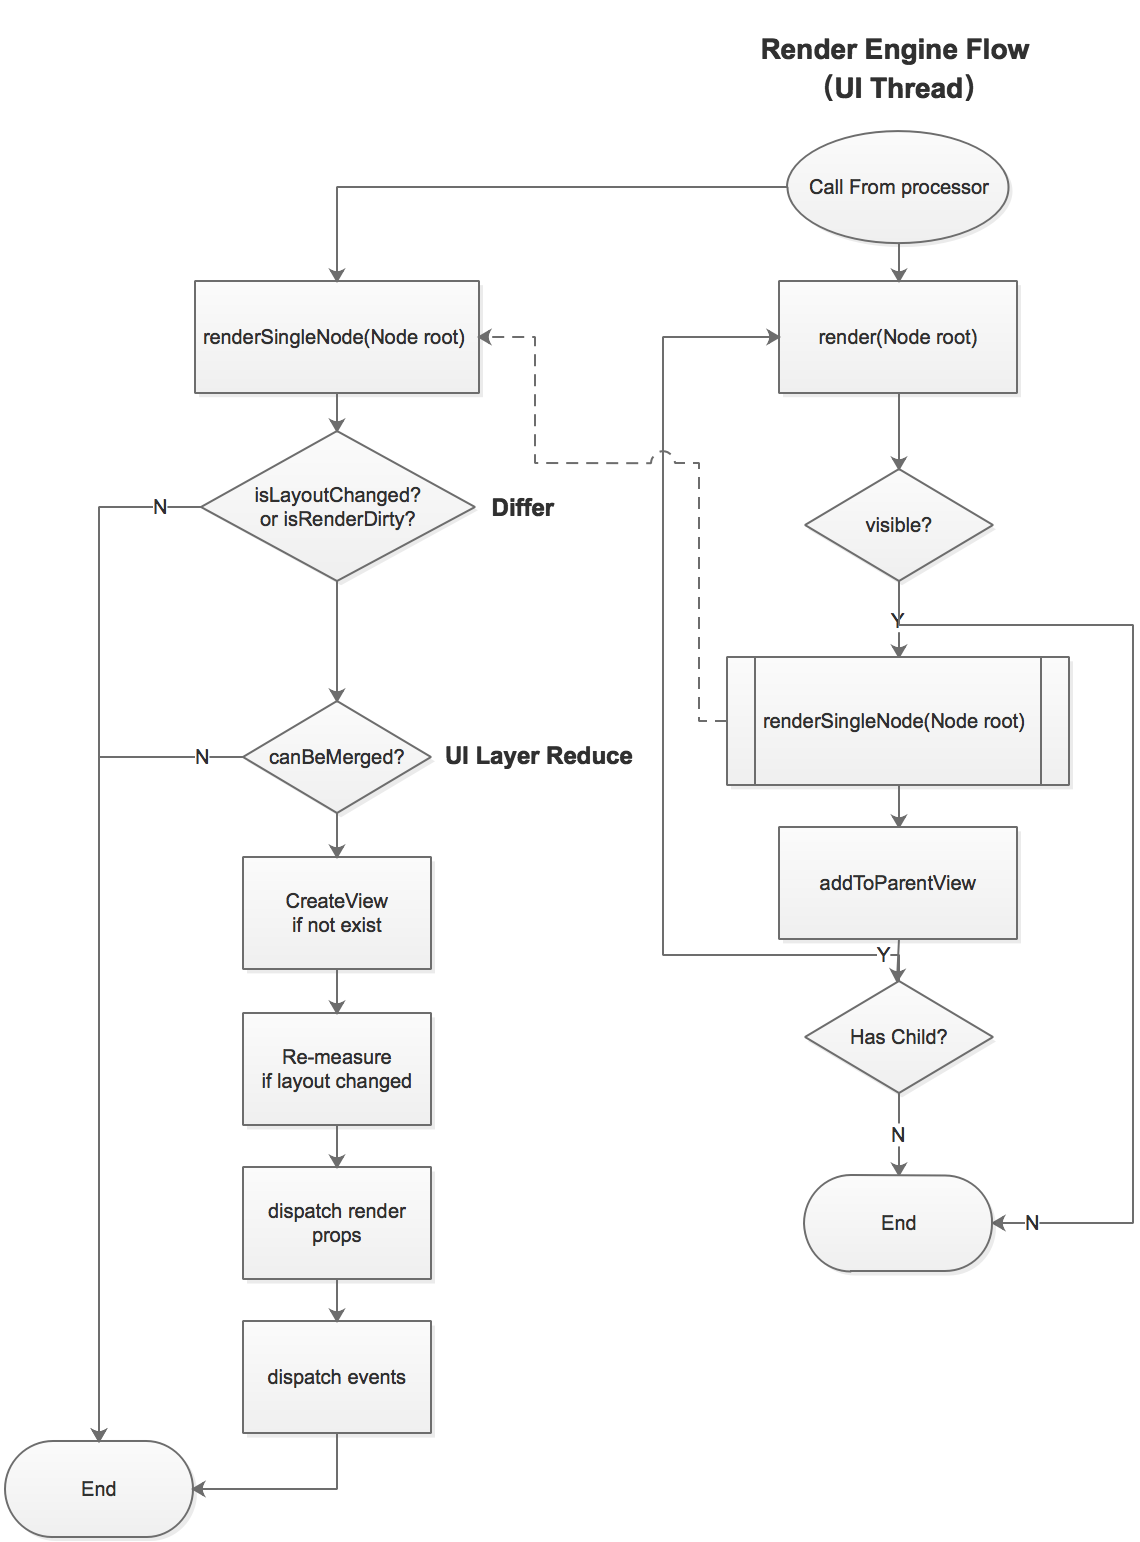 Render Engine Flow
(UI Thread)
Call From processor
renderSingleNode(Node root)
render(Node root)
isLayoutChanged?
or isRenderDirty?
N
Differ
visible?
Y
renderSingleNode(Node root)
canBeMerged?
N
UI Layer Reduce
CreateView
if not exist
addToParentView
Y
Has Child?
Re-measure
if layout changed
N
dispatch render
props
End
N
dispatch events
End